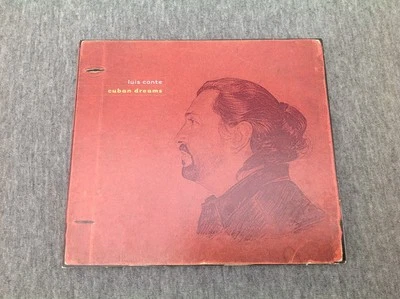 luis conte
cuban dreams